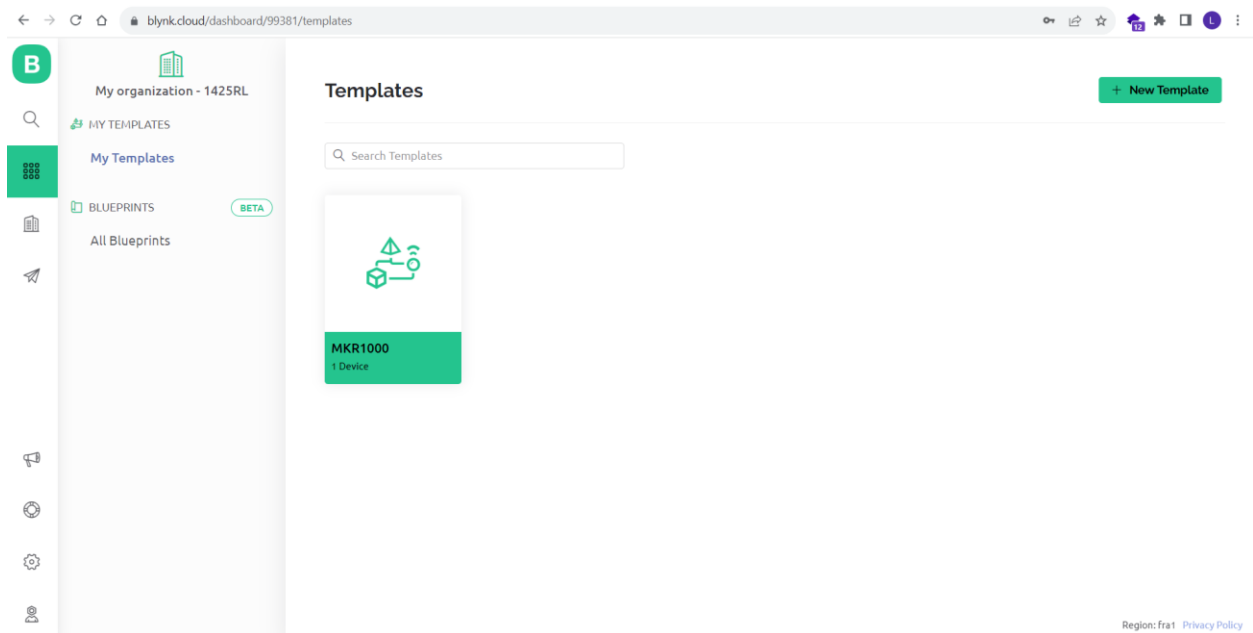 blynk.cloud/dashboard/99381/templates
12
L
B
My organization - 1425RL
MY TEMPLATES
My Templates
BLUEPRINTS
BETA
All Blueprints
Templates
+ New Template
Search Templates
MKR1000
1 Device
Region: fra1 Privacy Policy